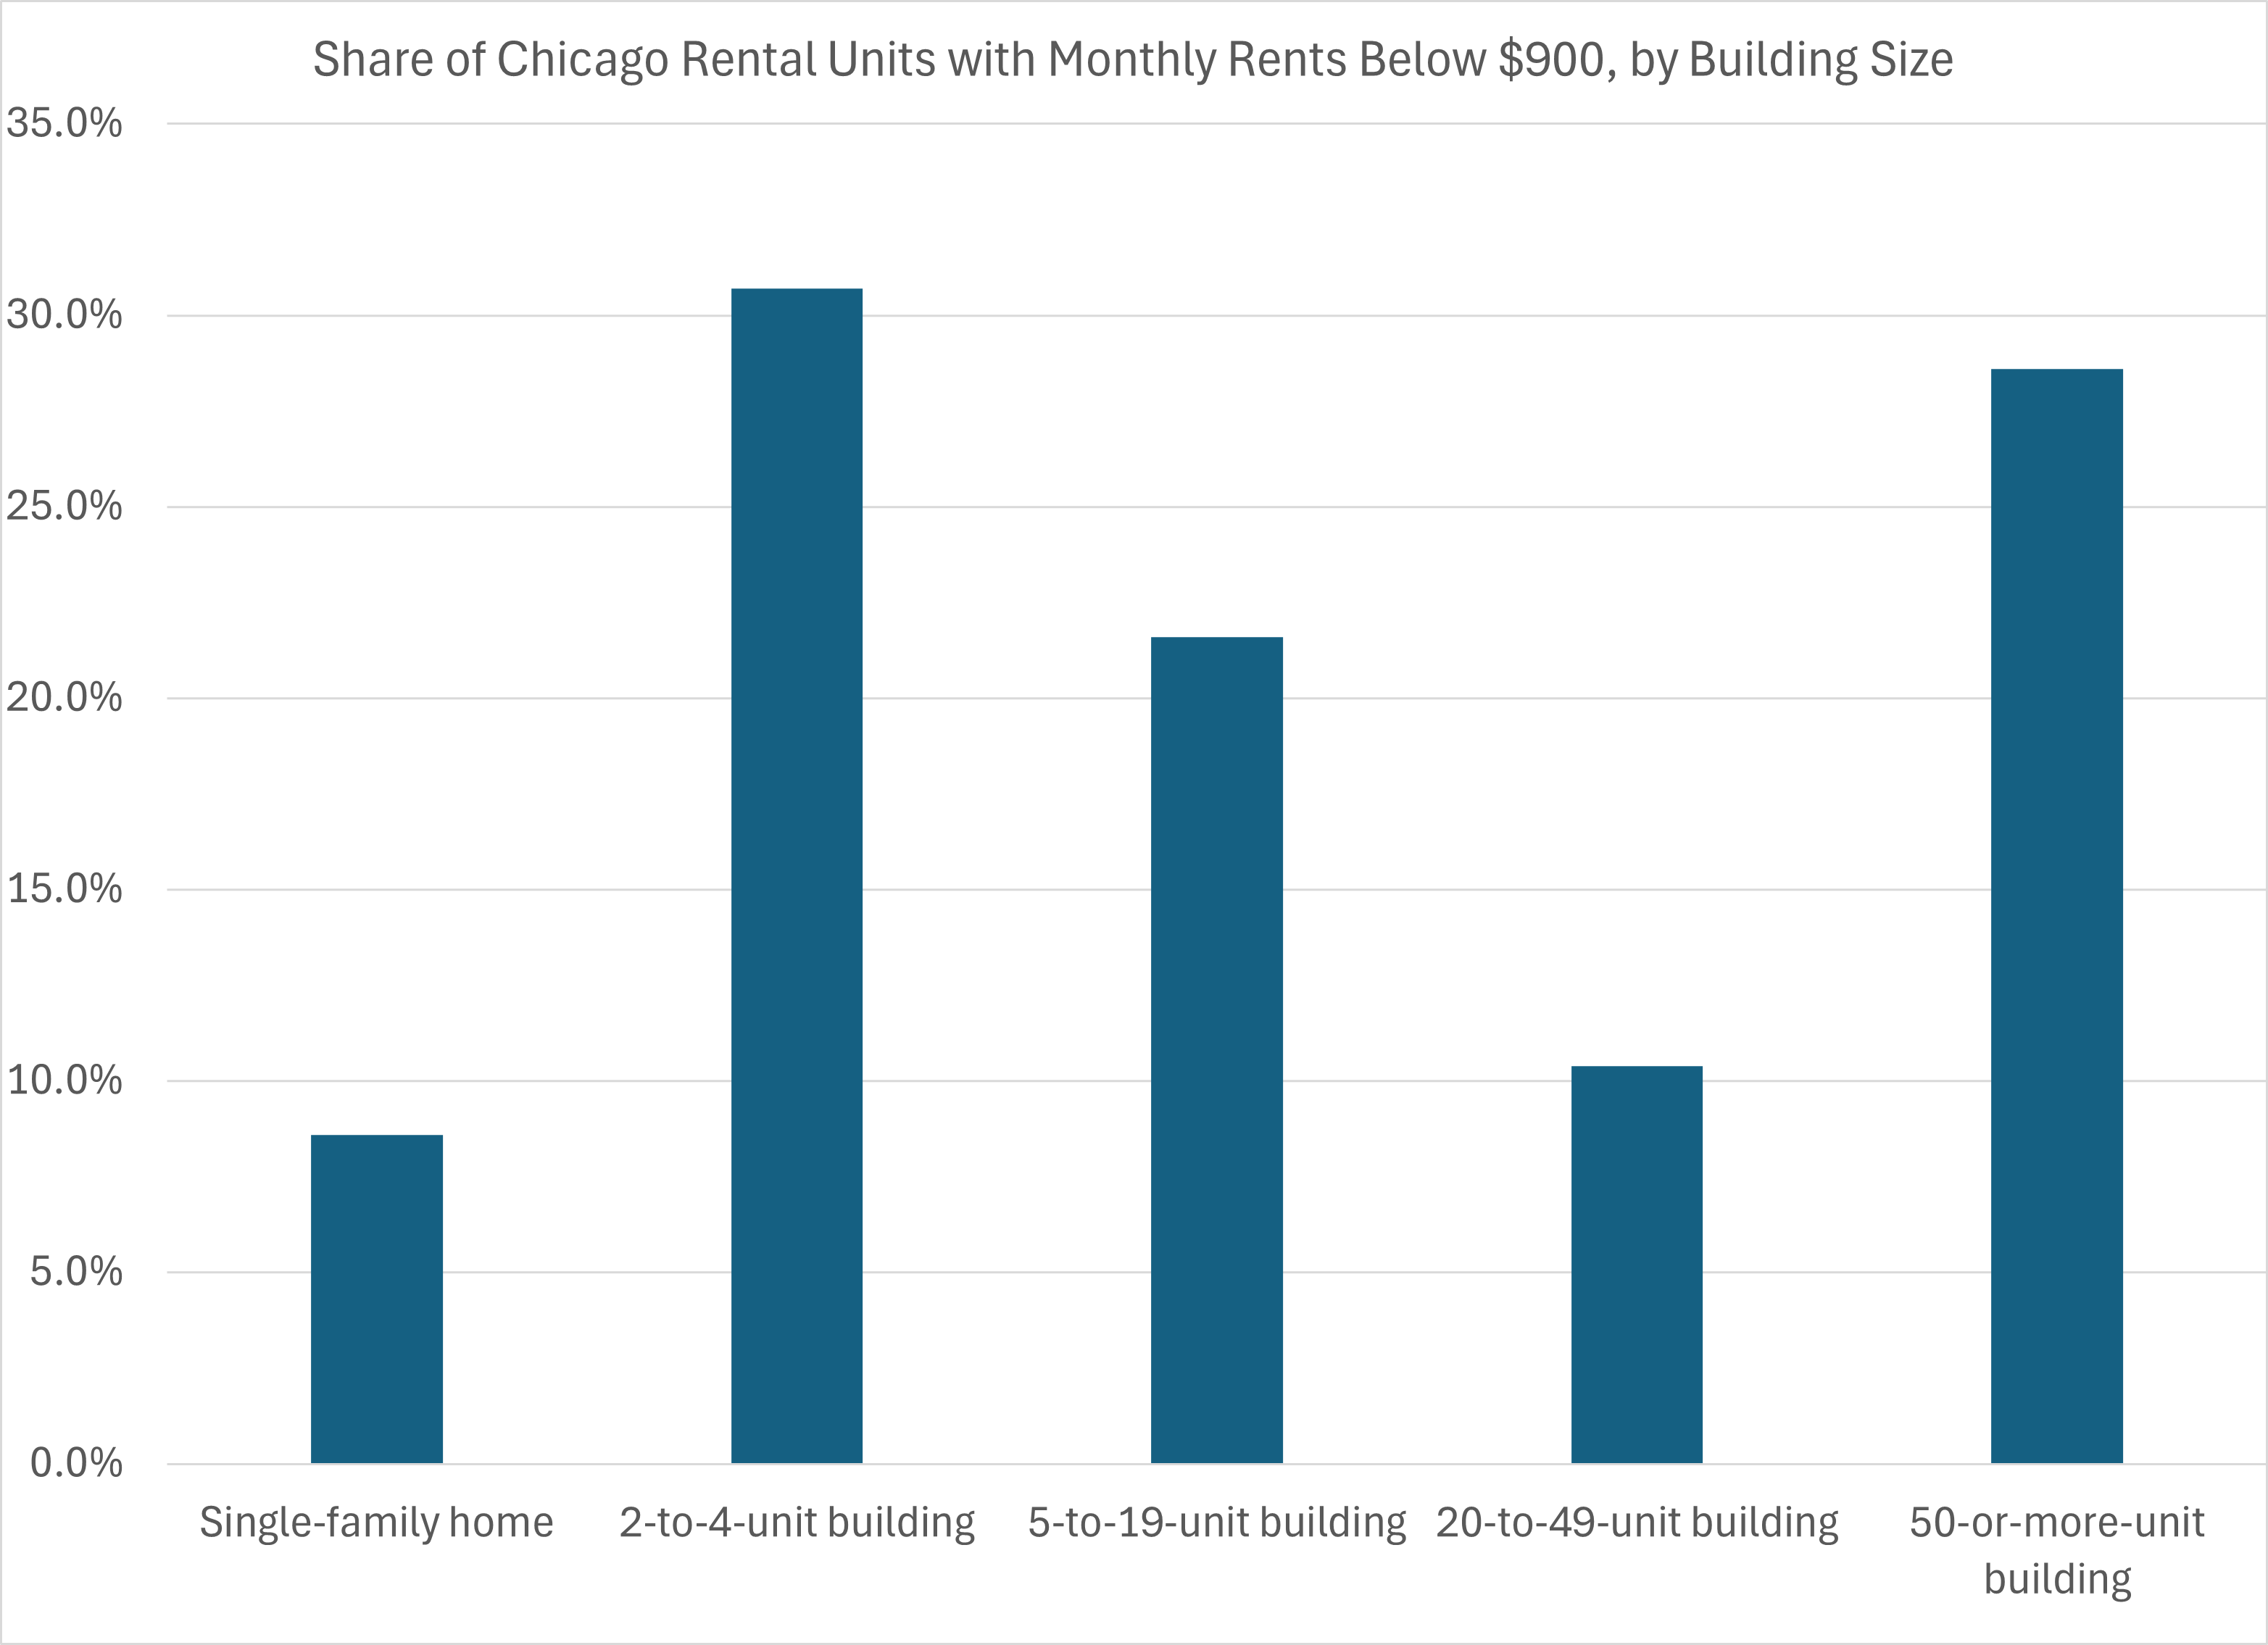 Share of Chicago Rental Units with Monthly Rents Below $900, by Building Size
35.0%
30.0%
25.0%
20.0%
15.0%
10.0%
5.0%
0.0%
Single-family home
2-to-4-unit building
5-to-19-unit building
20-to-49-unit building
50-or-more-unit
building